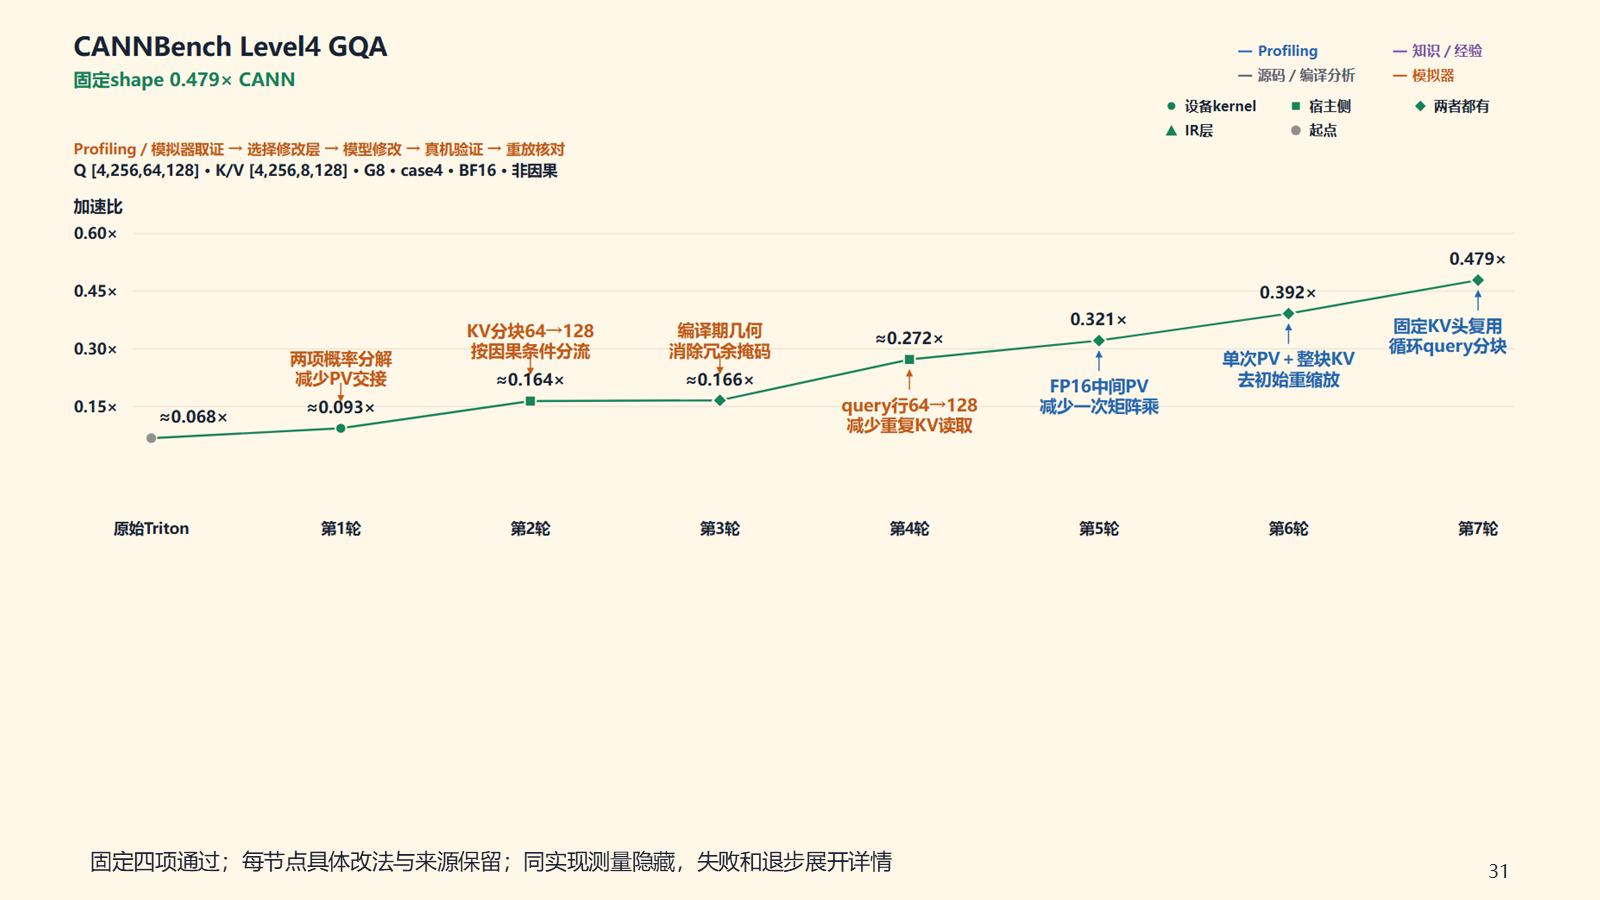 CANNBench Level4 GQA
固定shape 0.479× CANN
— Profiling
— 知识 / 经验
— 源码 / 编译分析
— 模拟器
设备kernel
宿主侧
两者都有
IR层
起点
Profiling / 模拟器取证 → 选择修改层 → 模型修改 → 真机验证 → 重放核对
Q [4,256,64,128] • K/V [4,256,8,128] • G8 • case4 • BF16 • 非因果
加速比
0.60×
0.45×
0.30×
0.15×
≈0.068×
两项概率分解
减少PV交接
≈0.093×
KV分块64→128
按因果条件分流
≈0.164×
编译期几何
消除冗余掩码
≈0.166×
≈0.272×
query行64→128
减少重复KV读取
0.321×
FP16中间PV
减少一次矩阵乘
0.392×
单次PV + 整块KV
去初始重缩放
0.479×
固定KV头复用
循环query分块
原始Triton
第1轮
第2轮
第3轮
第4轮
第5轮
第6轮
第7轮
固定四项通过；每节点具体改法与来源保留；同实现测量隐藏，失败和退步展开详情
31